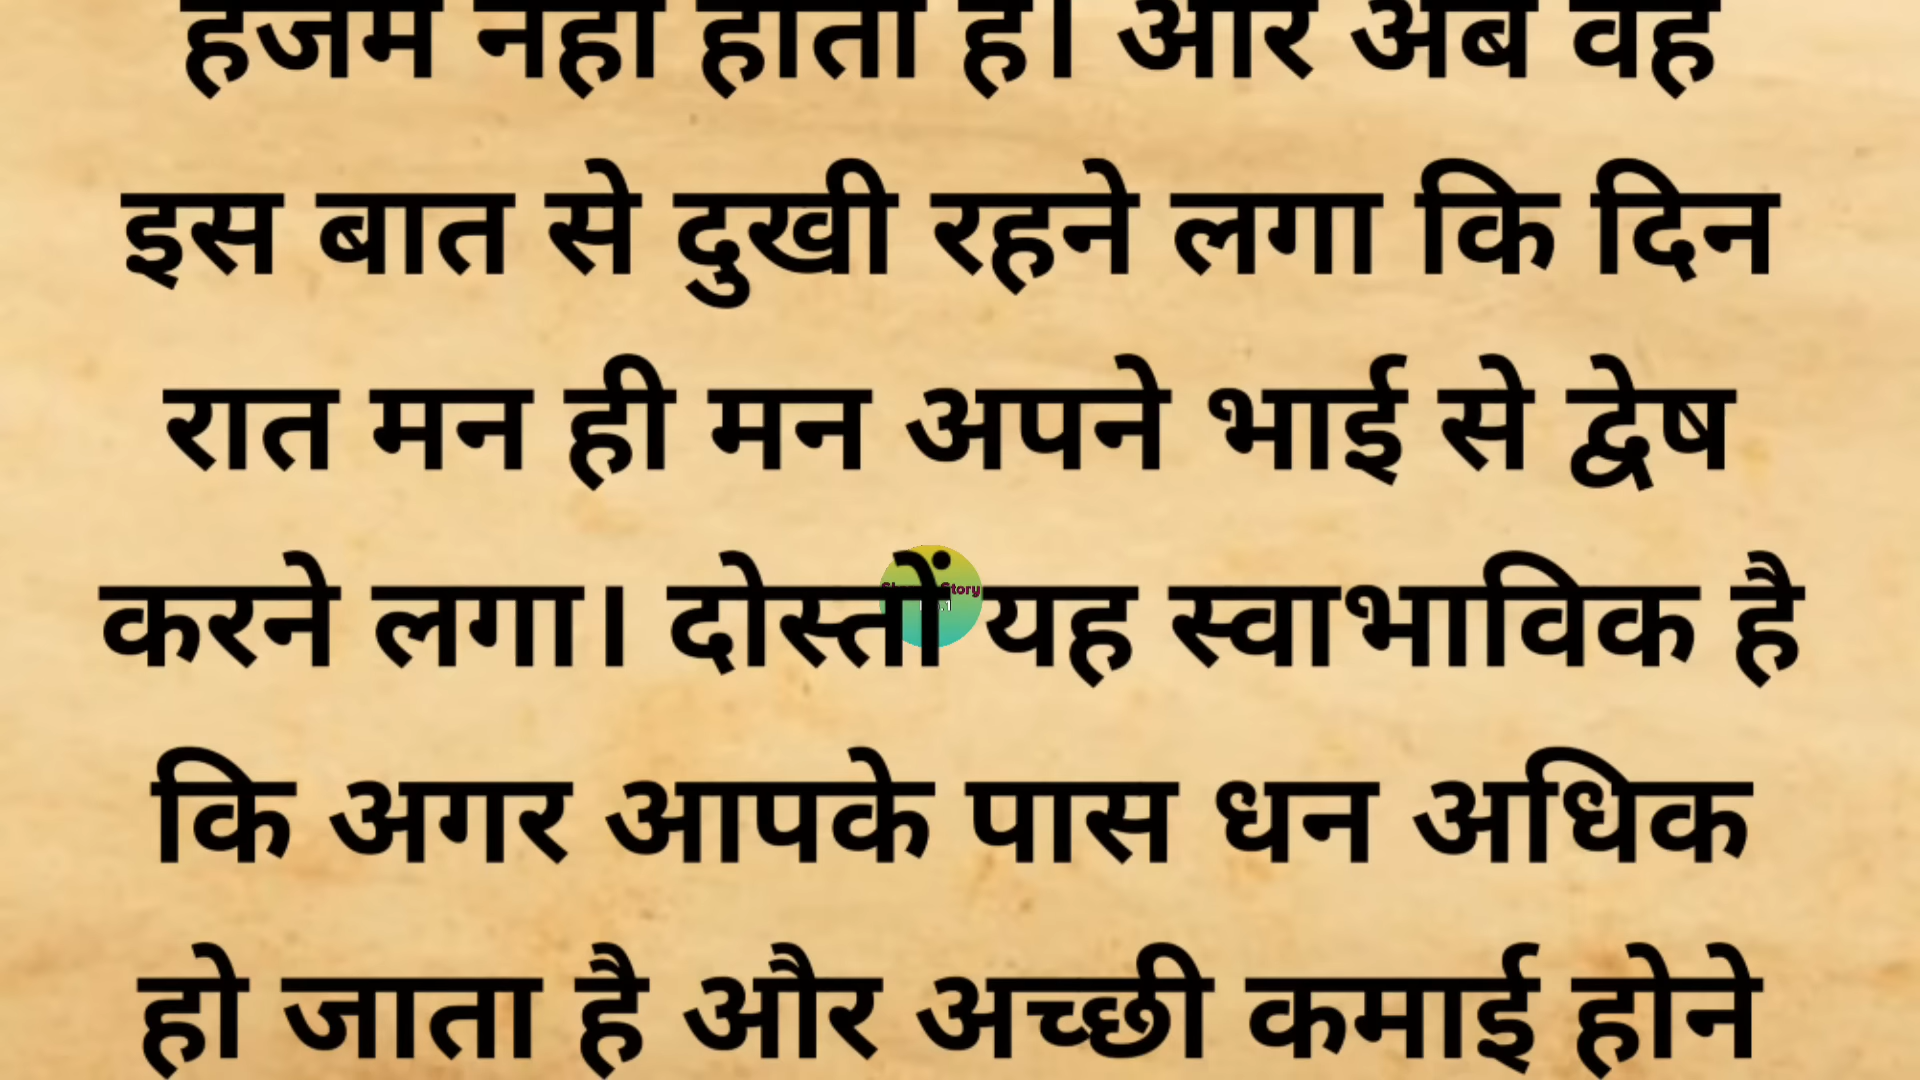 हजम नहीं होता है। और अब वह
इस बात से दुखी रहने लगा कि दिन
रात मन ही मन अपने भाई से द्वेष
करने लगा। दोस्तों यह स्वाभाविक है
कि अगर आपके पास धन अधिक
हो जाता है और अच्छी कमाई होने
Story